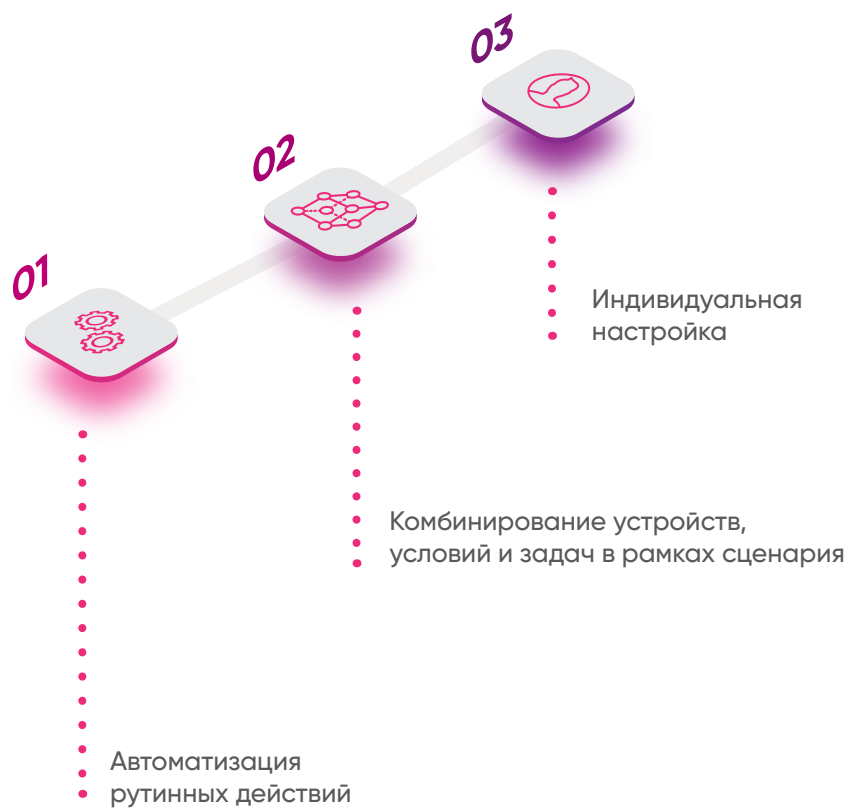 01
Автоматизация
рутинных действий
02
Комбинирование устройств,
условий и задач в рамках сценария
03
Индивидуальная
настройка